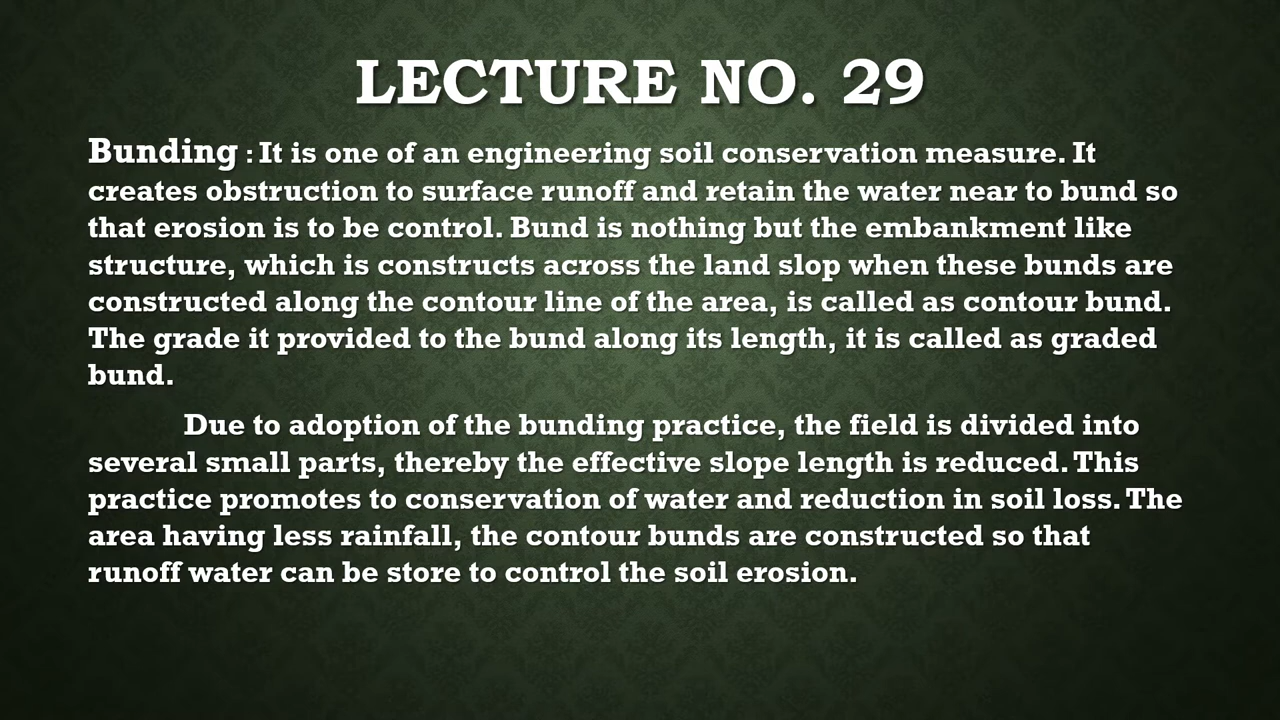 LECTURE NO. 29
Bunding : It is one of an engineering soil conservation measure. It
creates obstruction to surface runoff and retain the water near to bund so
that erosion is to be control. Bund is nothing but the embankment like
structure, which is constructs across the land slop when these bunds are
constructed along the contour line of the area, is called as contour bund.
The grade it provided to the bund along its length, it is called as graded
bund.
Due to adoption of the bunding practice, the field is divided into
several small parts, thereby the effective slope length is reduced. This
practice promotes to conservation of water and reduction in soil loss. The
area having less rainfall, the contour bunds are constructed so that
runoff water can be store to control the soil erosion.